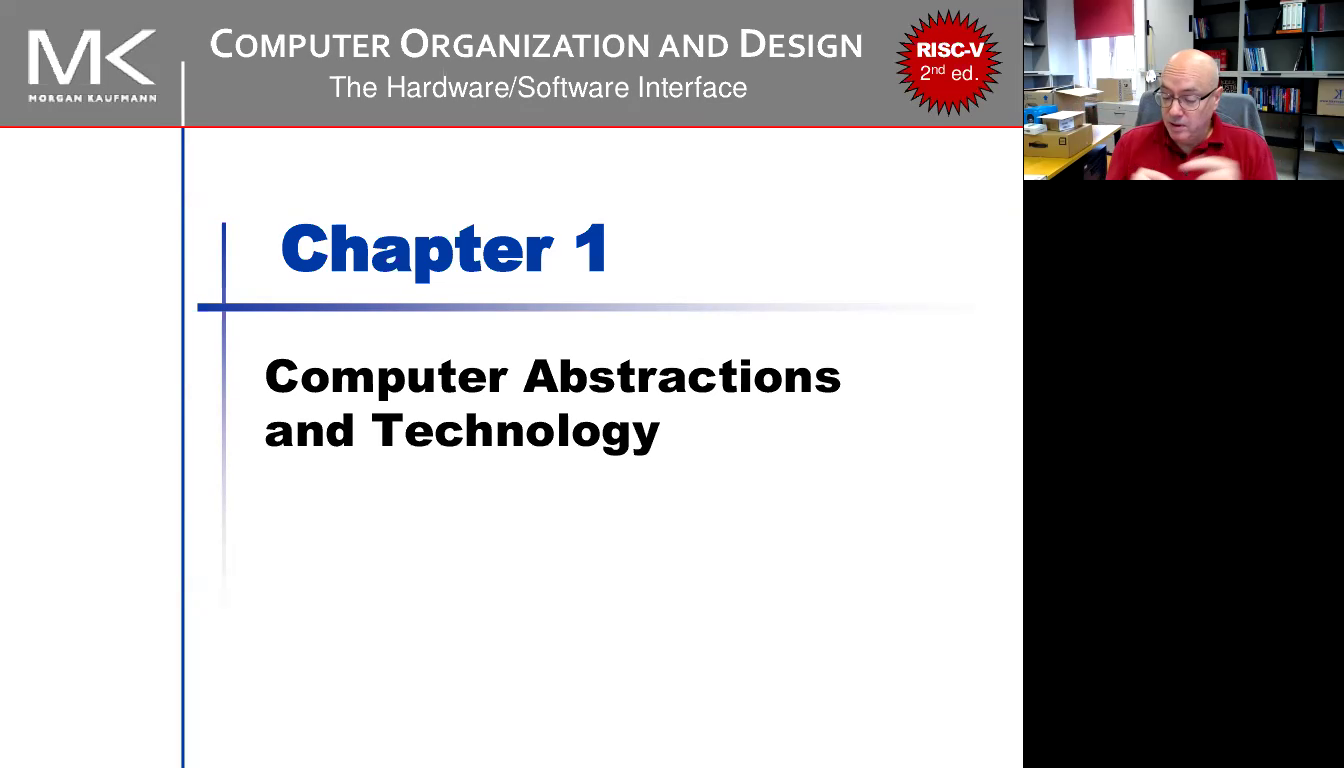 MK
MORGAN KAUFMANN
COMPUTER ORGANIZATION AND DESIGN
The Hardware/Software Interface
RISC-V
2nd ed.
Chapter 1
Computer Abstractions
and Technology